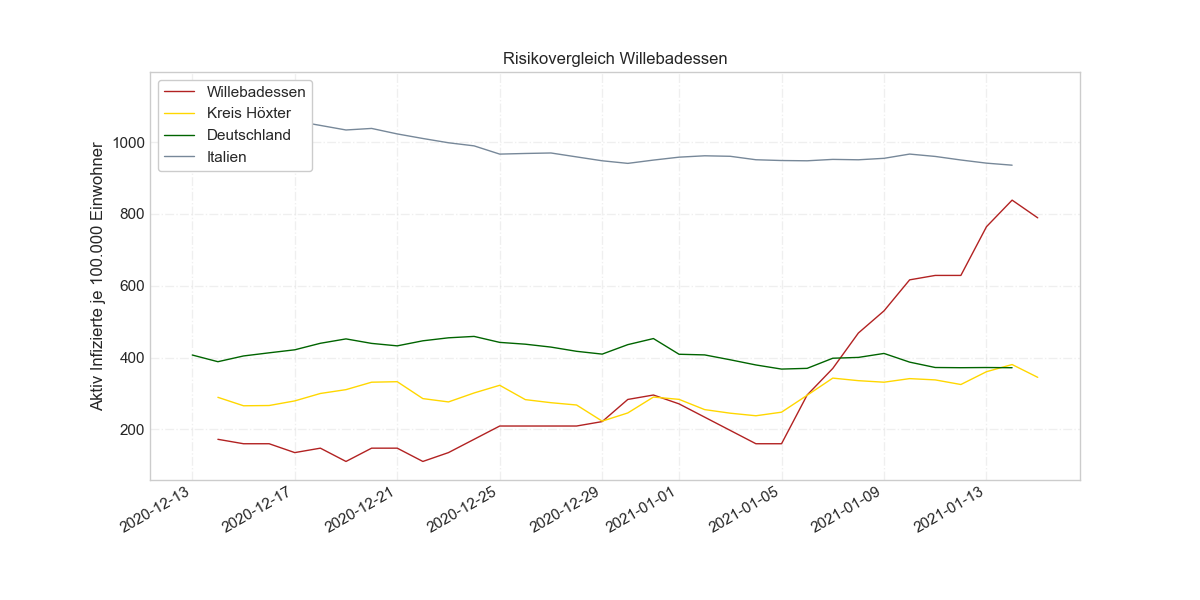 Risikovergleich Willebadessen
Willebadessen
Kreis Höxter
Deutschland
Italien
Aktiv Infizierte je 100.000 Einwohner
1000
800
600
400
200
2020-12-13
2020-12-17
2020-12-21
2020-12-25
2020-12-29
2021-01-01
2021-01-05
2021-01-09
2021-01-13